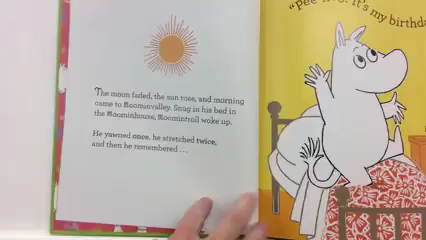 The moon faded, the sun rose, and morning
came to Moominvalley. Snug in his bed in
the Moominhouse, Moomintroll woke up.
He yawned once, he stretched twice,
and then he remembered . . .
It's my birthda